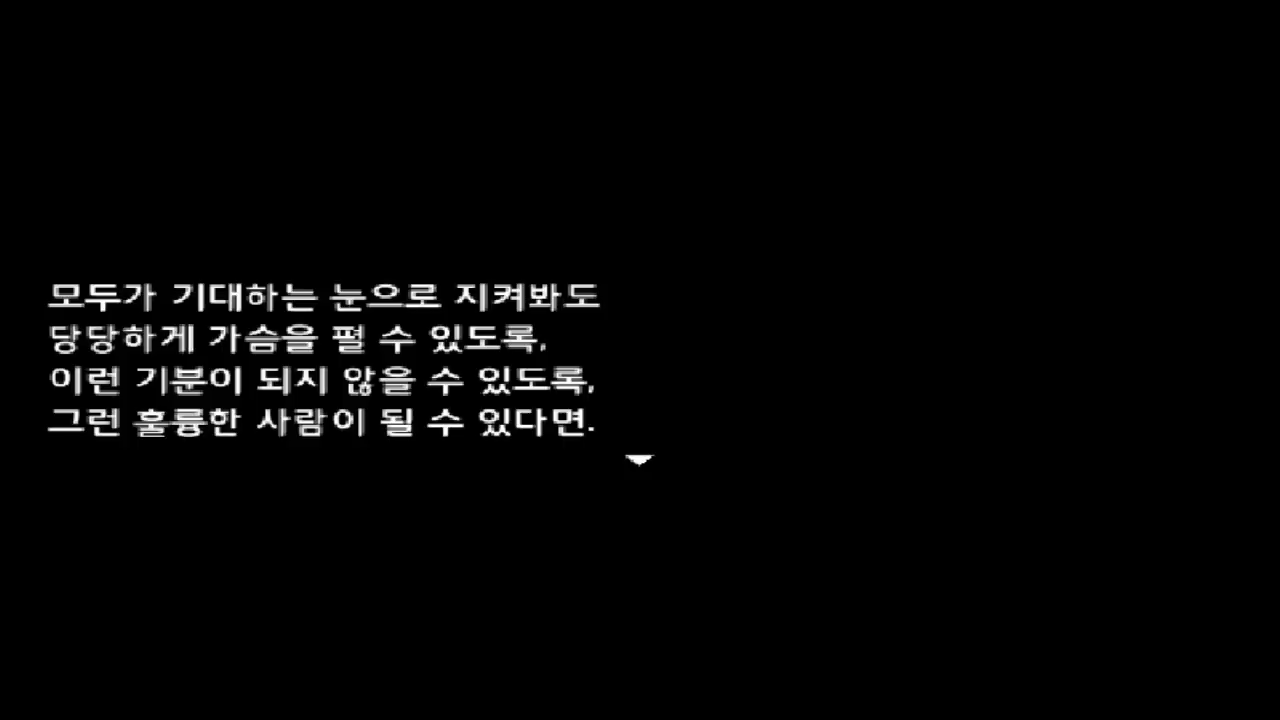 모두가 기대하는 눈으로 지켜봐도
당당하게 가슴을 펼 수 있도록,
이런 기분이 되지 않을 수 있도록,
그런 훌륭한 사람이 될 수 있다면.